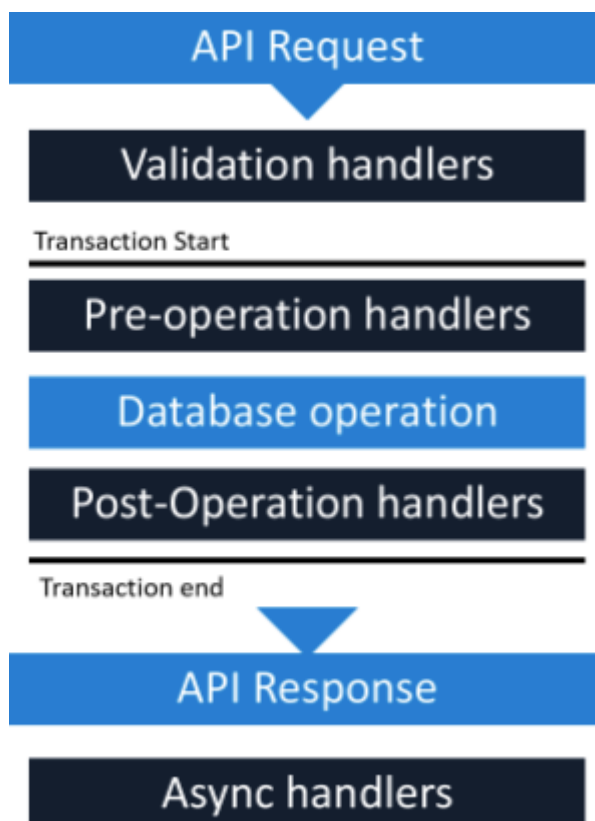 API Request
Validation handlers
Transaction Start
Pre-operation handlers
Database operation
Post-Operation handlers
Transaction end
API Response
Async handlers